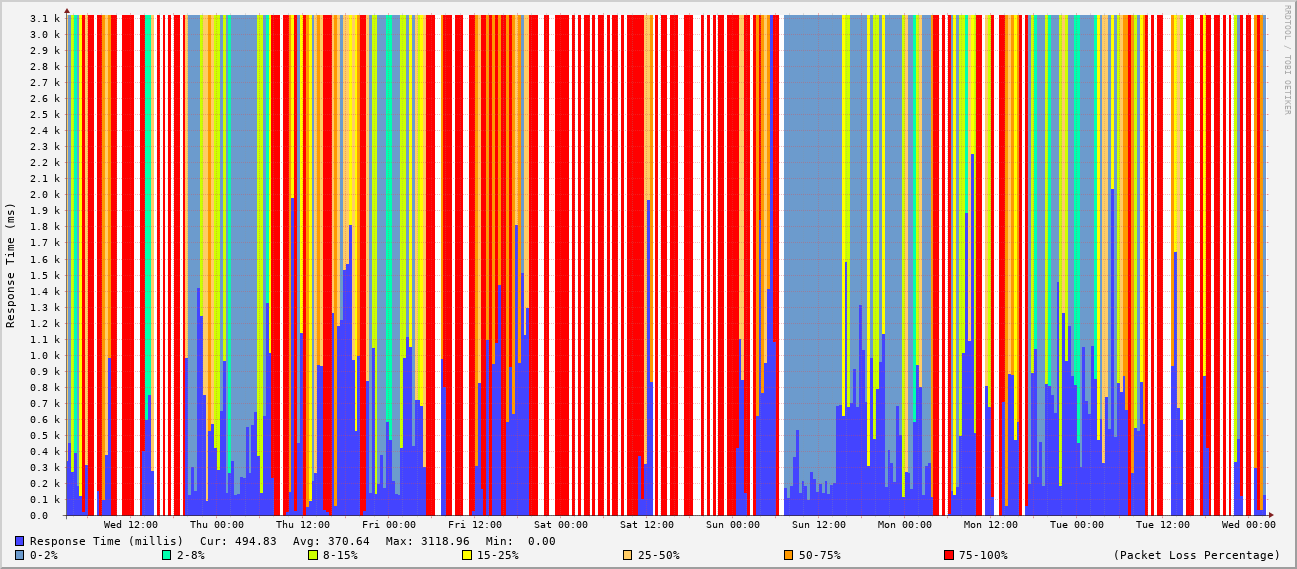 RRDTOOL / TOBI OETIKER
Response Time (ms)
3.1 k
3.0 k
2.9 k
2.8 k
2.7 k
2.6 k
2.5 k
2.4 k
2.3 k
2.2 k
2.1 k
2.0 k
1.9 k
1.8 k
1.7 k
1.6 k
1.5 k
1.4 k
1.3 k
1.2 k
1.1 k
1.0 k
0.9 k
0.8 k
0.7 k
0.6 k
0.5 k
0.4 k
0.3 k
0.2 k
0.1 k
0.0
Wed 12:00 Thu 00:00 Thu 12:00 Fri 00:00 Fri 12:00 Sat 00:00 Sat 12:00 Sun 00:00 Sun 12:00 Mon 00:00 Mon 12:00 Tue 00:00 Tue 12:00 Wed 00:00
Response Time (millis) Cur: 494.83 Avg: 370.64 Max: 3118.96 Min: 0.00
0-2% 2-8% 8-15% 15-25% 25-50% 50-75% 75-100% (Packet Loss Percentage)